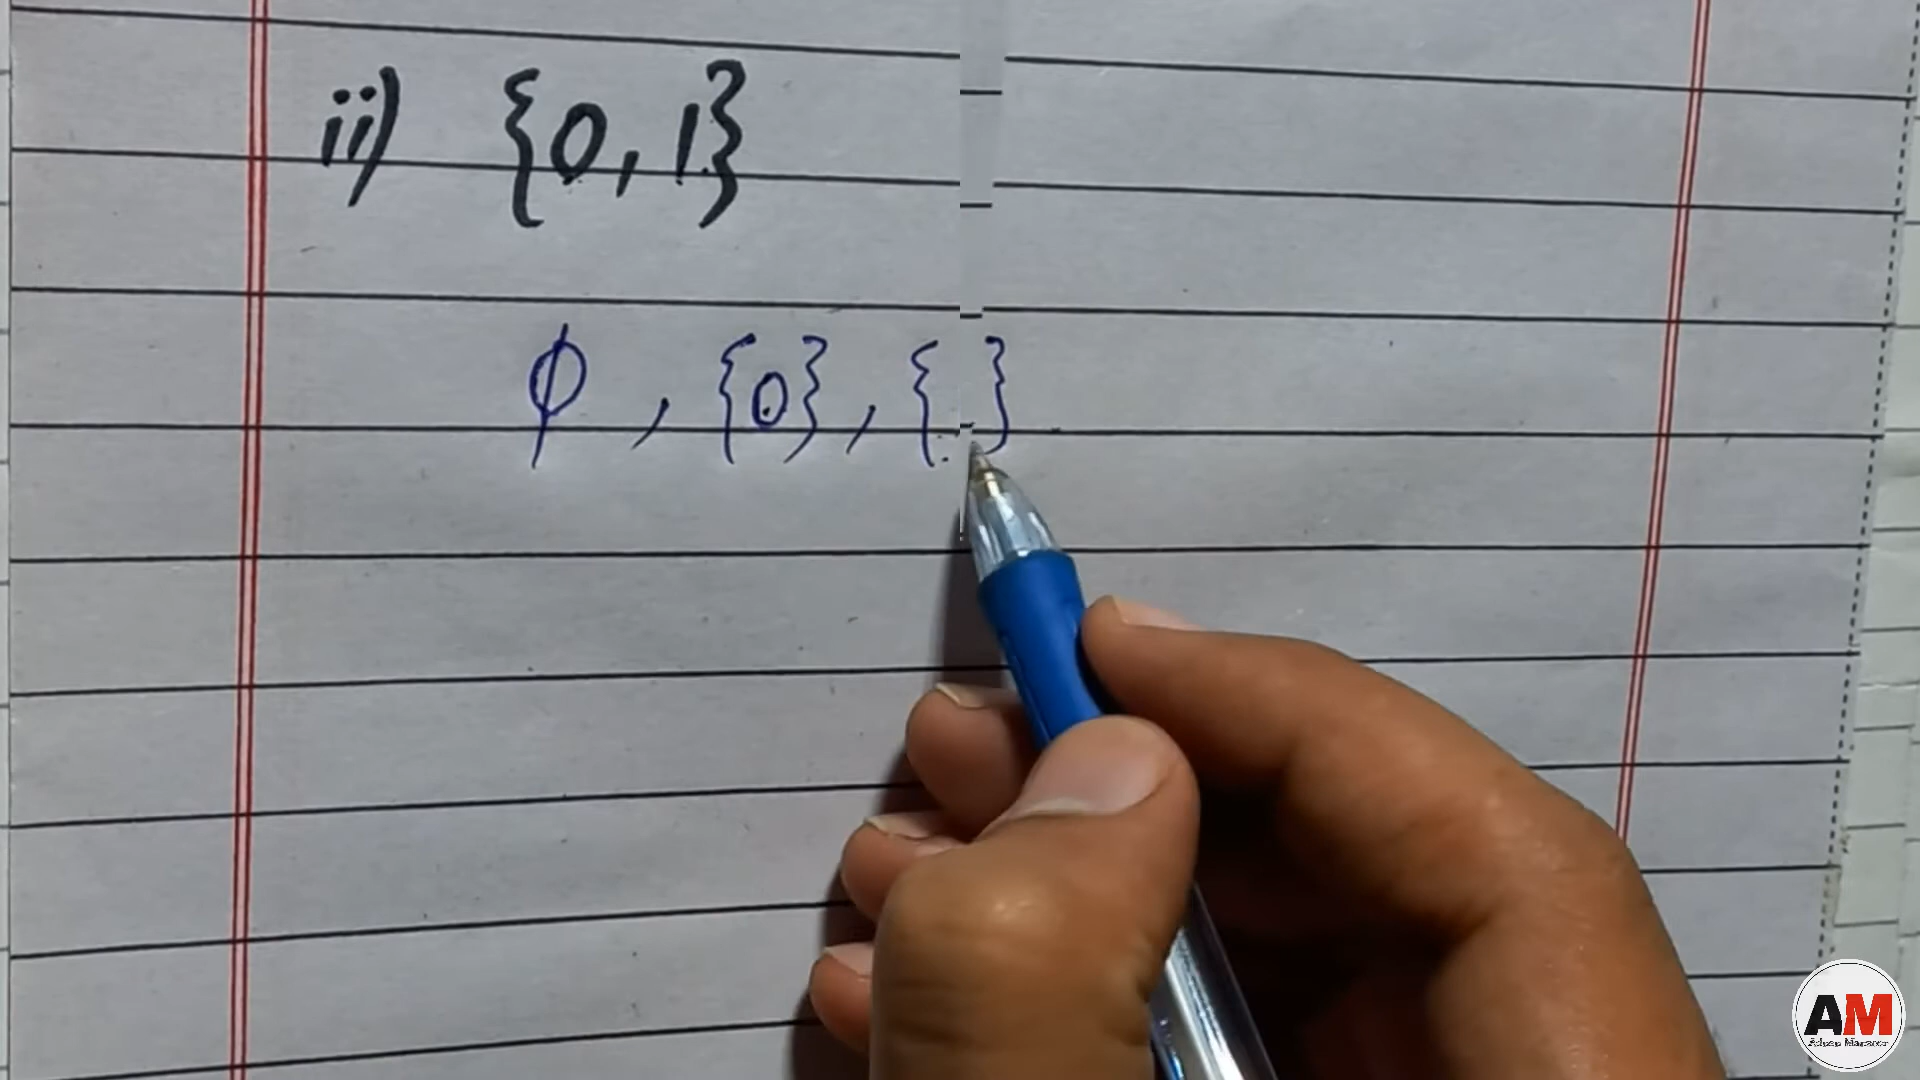 ii) {0, 1}
ϕ , {0} , { }
AM